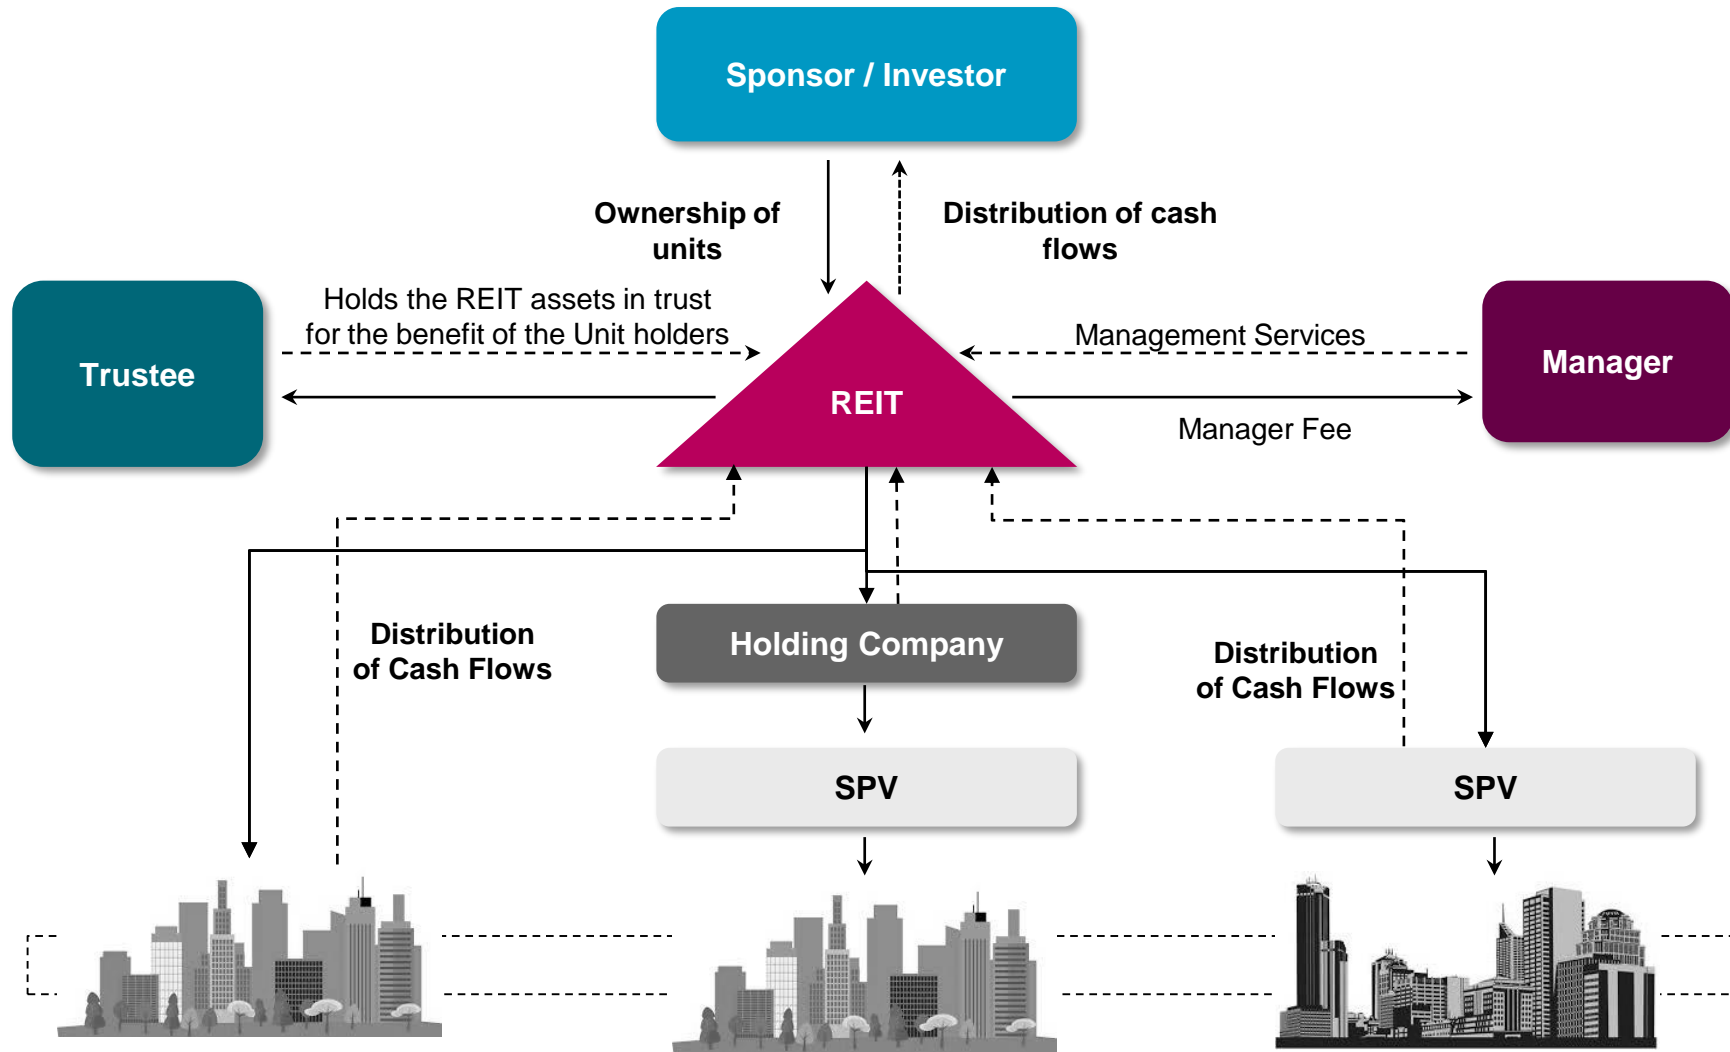 Sponsor / Investor
Ownership of
units
Distribution of cash
flows
Trustee
Holds the REIT assets in trust
for the benefit of the Unit holders
REIT
Management Services
Manager Fee
Manager
Distribution
of Cash Flows
Holding Company
Distribution
of Cash Flows
SPV
SPV